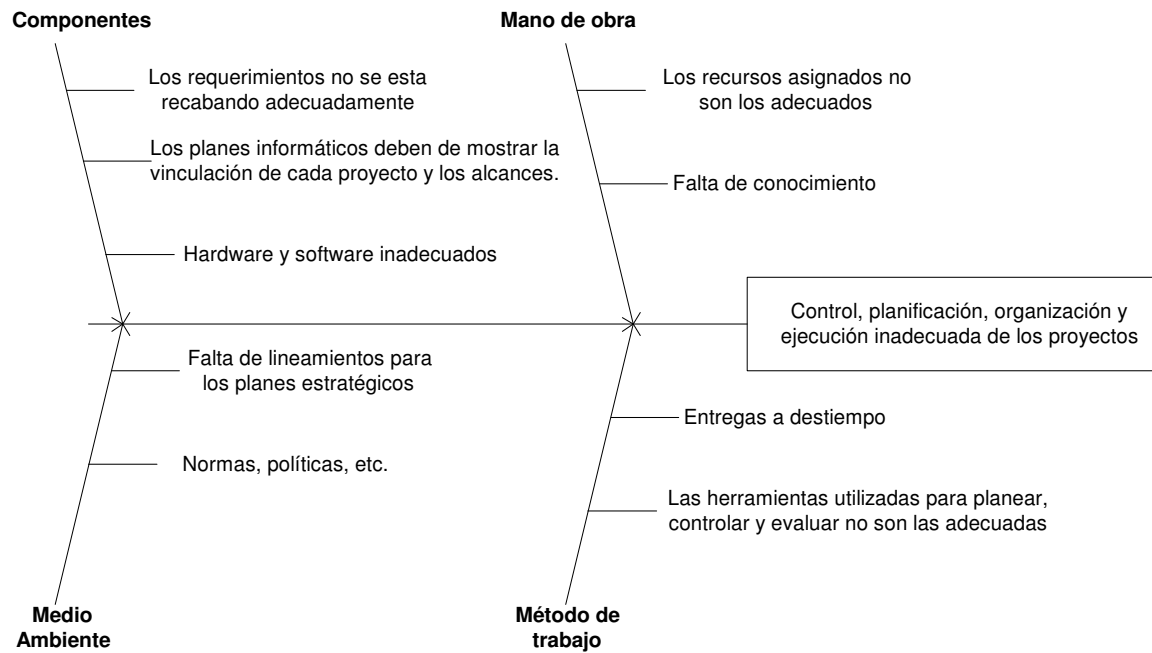 Componentes
Los requerimientos no se esta
recabando adecuadamente
Los planes informáticos deben de mostrar la
vinculación de cada proyecto y los alcances.
Hardware y software inadecuados
Mano de obra
Los recursos asignados no
son los adecuados
Falta de conocimiento
Control, planificación, organización y
ejecución inadecuada de los proyectos
Falta de lineamientos para
los planes estratégicos
Normas, políticas, etc.
Medio
Ambiente
Entregas a destiempo
Las herramientas utilizadas para planear,
controlar y evaluar no son las adecuadas
Método de
trabajo